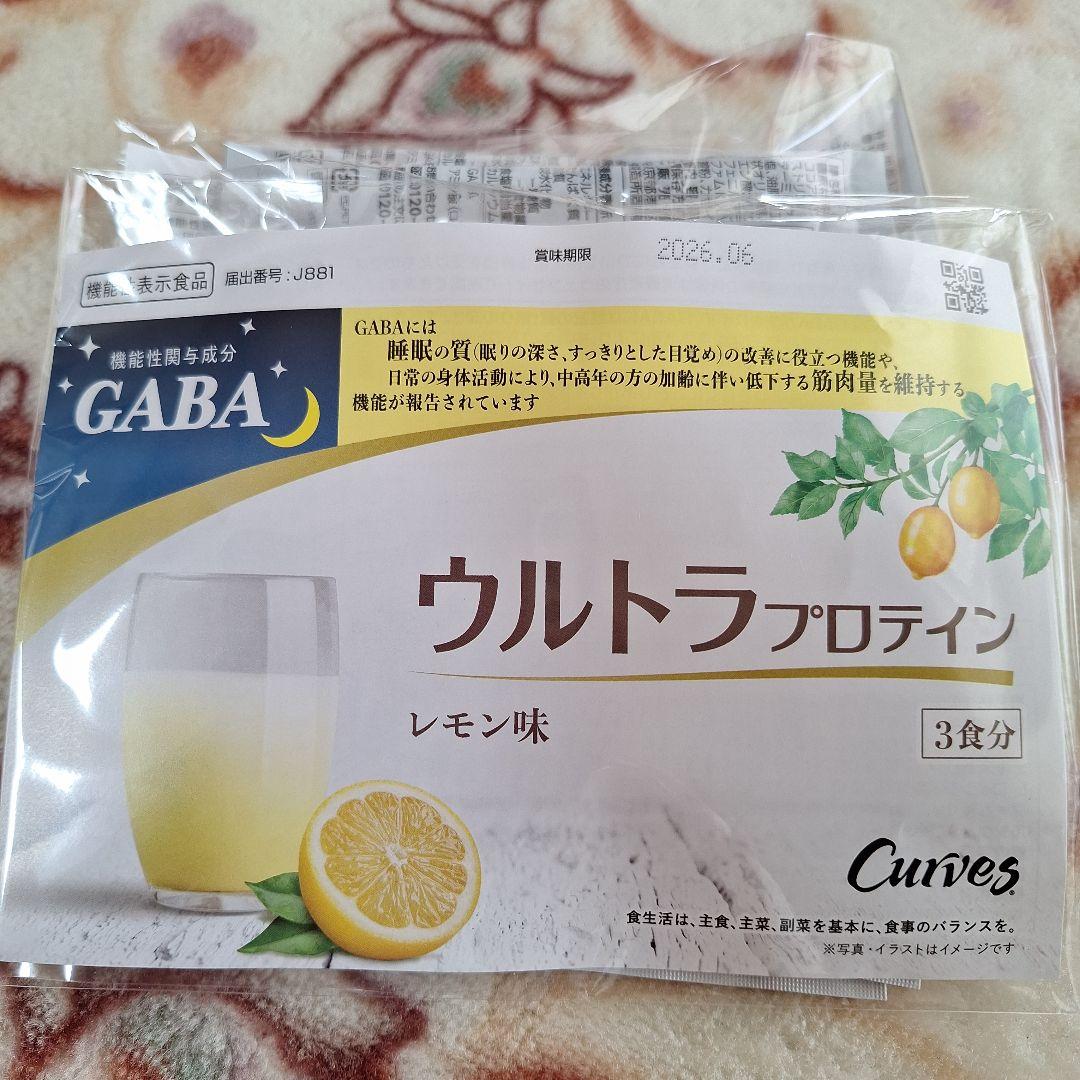 賞味期限 2026.06
機能性表示食品 届出番号:J881
機能性関与成分
GABA
GABAには
睡眠の質(眠りの深さ、すっきりとした目覚め)の改善に役立つ機能や、
日常の身体活動により、中高年の方の加齢に伴い低下する筋肉量を維持する
機能が報告されています
ウルトラプロテイン
レモン味
3食分
Curves
食生活は、主食、主菜、副菜を基本に、食事のバランスを。
※写真・イラストはイメージです